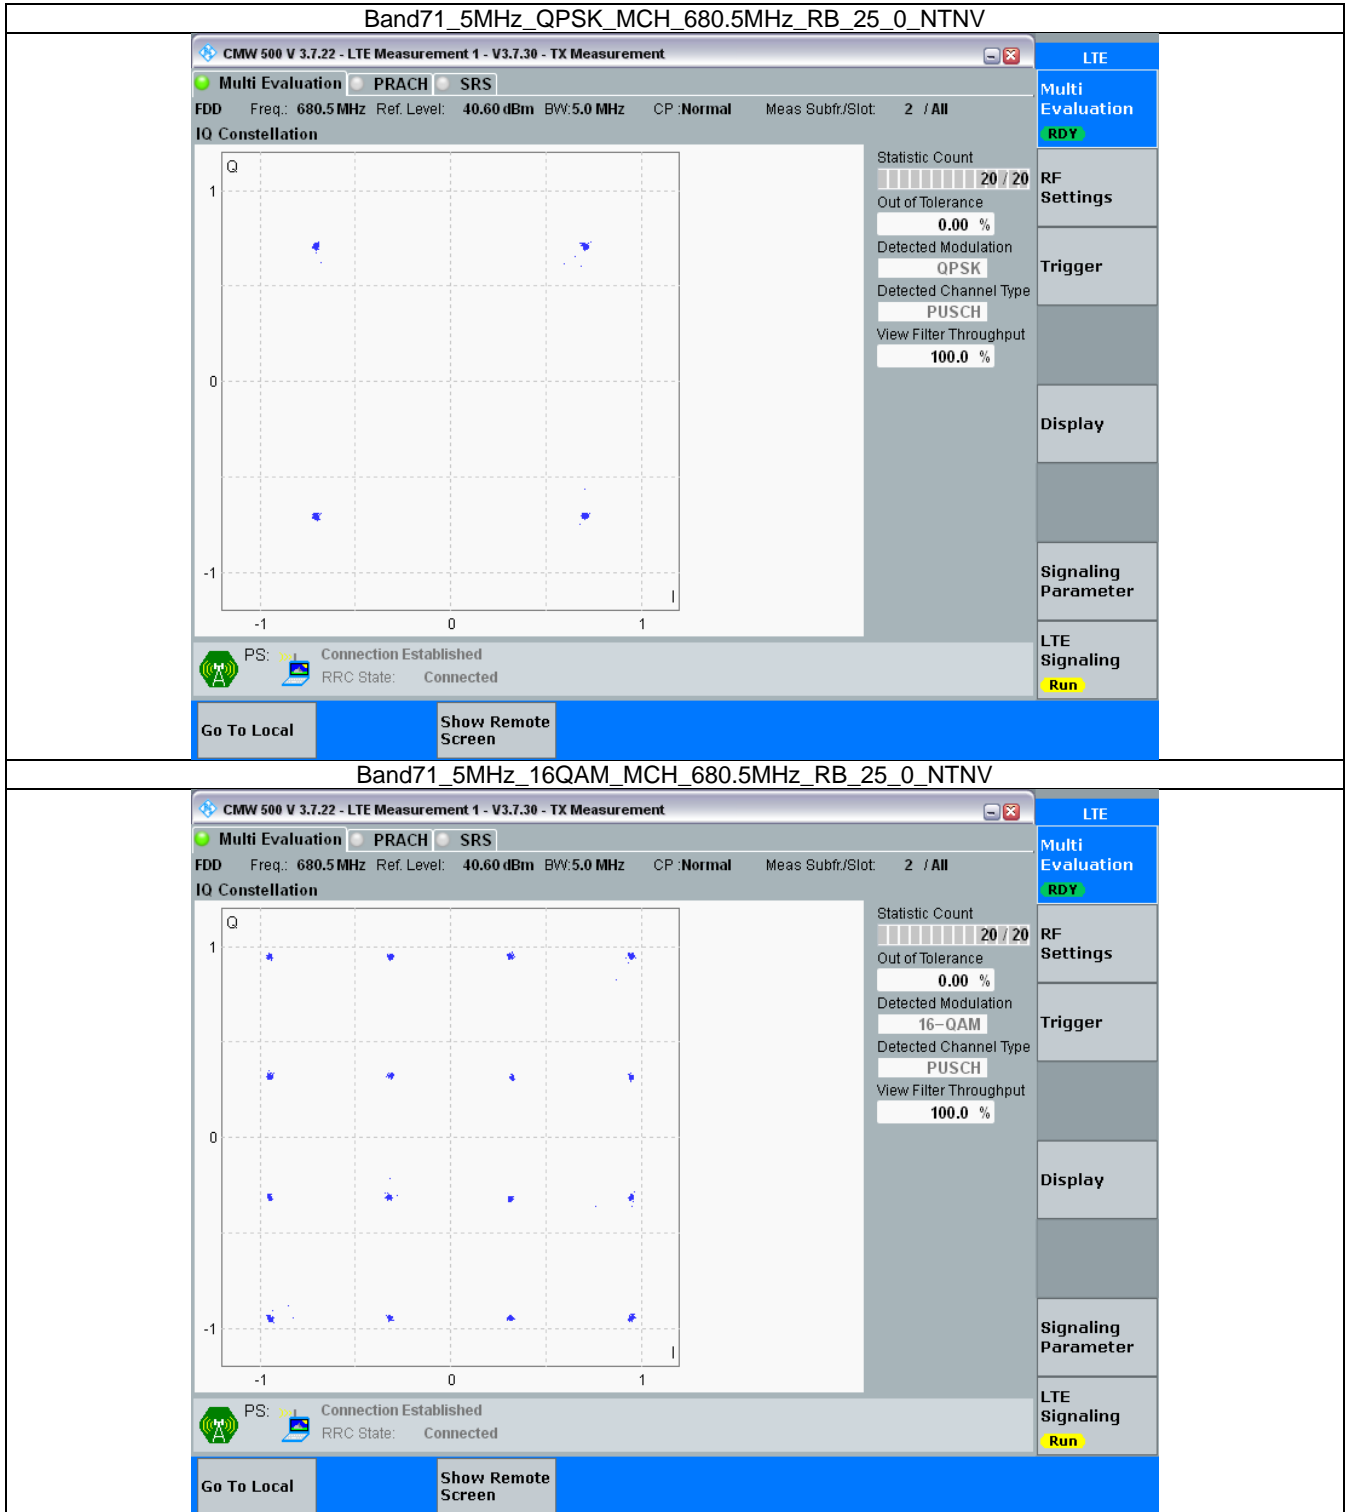 Band71_5MHz_QPSK_MCH_680.5MHz_RB_25_0_NTNV
CMW 500 V 3.7.22 - LTE Measurement 1 - V3.7.30 - TX Measurement
LTE
Multi Evaluation PRACH SRS
Multi
Evaluation
RDY
FDD Freq.: 680.5 MHz Ref. Level: 40.60 dBm BW:5.0 MHz CP :Normal Meas Subfr./Slot: 2 / All
IQ Constellation
Q
1
0
-1
I
-1 0 1
Statistic Count
20 / 20
Out of Tolerance
0.00 %
Detected Modulation
QPSK
Detected Channel Type
PUSCH
View Filter Throughput
100.0 %
RF
Settings
Trigger
Display
Signaling
Parameter
LTE
Signaling
Run
PS: Connection Established
RRC State: Connected
Go To Local
Show Remote
Screen
Band71_5MHz_16QAM_MCH_680.5MHz_RB_25_0_NTNV
CMW 500 V 3.7.22 - LTE Measurement 1 - V3.7.30 - TX Measurement
LTE
Multi Evaluation PRACH SRS
Multi
Evaluation
RDY
FDD Freq.: 680.5 MHz Ref. Level: 40.60 dBm BW:5.0 MHz CP :Normal Meas Subfr./Slot: 2 / All
IQ Constellation
Q
1
0
-1
I
-1 0 1
Statistic Count
20 / 20
Out of Tolerance
0.00 %
Detected Modulation
16-QAM
Detected Channel Type
PUSCH
View Filter Throughput
100.0 %
RF
Settings
Trigger
Display
Signaling
Parameter
LTE
Signaling
Run
PS: Connection Established
RRC State: Connected
Go To Local
Show Remote
Screen